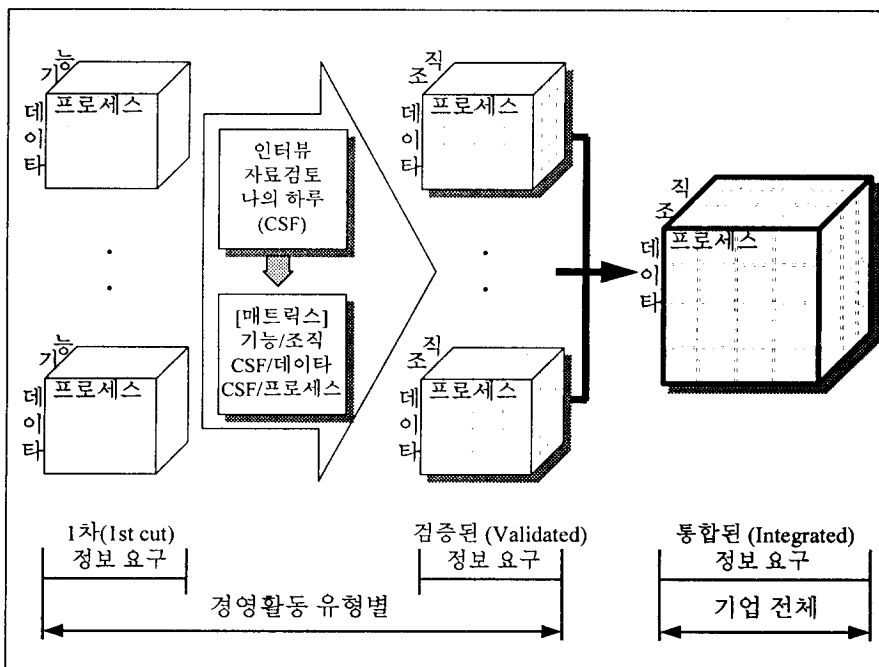 기능
프로세스
데이타
기능
프로세스
데이타
인터뷰
자료검토
나의 하루
(CSF)
[매트릭스]
기능/조직
CSF/데이타
CSF/프로세스
조직
프로세스
데이타
조직
프로세스
데이타
조직
프로세스
데이타
1차(1st cut)
정보 요구
검증된 (Validated)
정보 요구
통합된 (Integrated)
정보 요구
경영활동 유형별
기업 전체